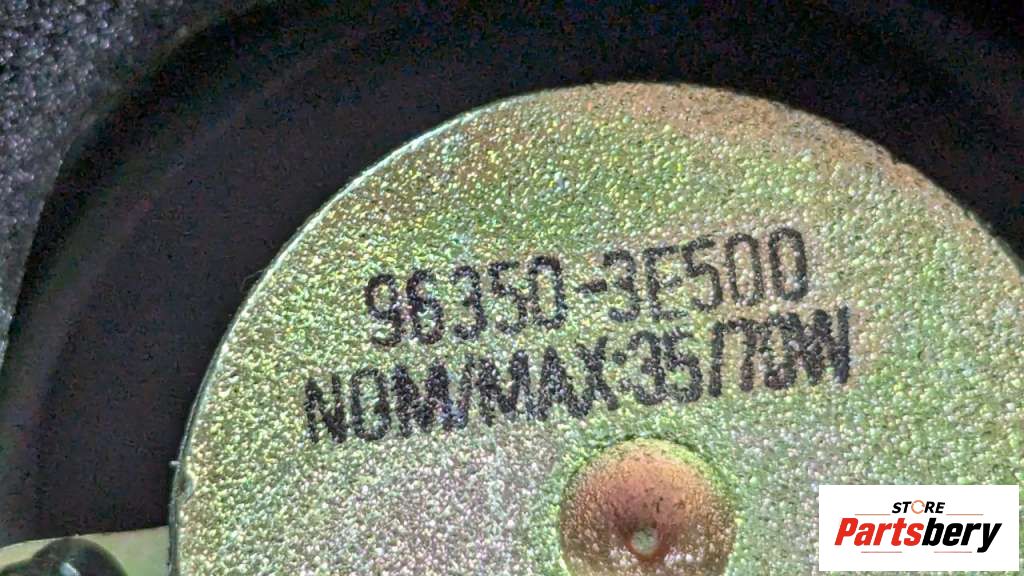 96350-3E500
NOM/MAX:35/70W
STORE
Partsbery